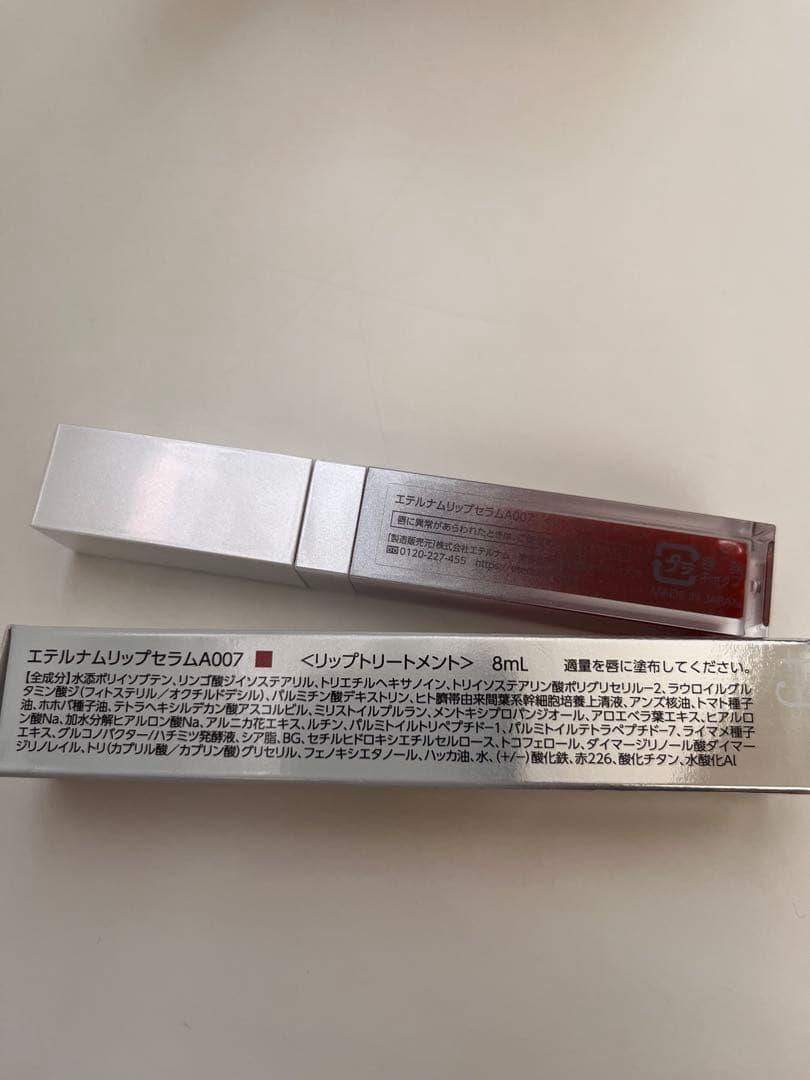 エテルナムリップセラムA007
唇に異常があらわれたときは、ご使
[製造販売元]株式会社エテルナム
0120-227-455 https://
プラ
MADE IN JAPAN
エテルナムリップセラムA007 ■ <リップトリートメント> 8mL 適量を唇に塗布してください。
【全成分】水添ポリイソブテン、リンゴ酸ジイソステアリル、トリエチルヘキサノイン、トリイソステアリン酸ポリグリセリル-2、ラウロイルグル
タミン酸ジ(フィトステリル/オクチルドデシル)、パルミチン酸デキストリン、ヒト臍帯由来間葉系幹細胞培養上清液、アンズ核油、トマト種子
油、ホホバ種子油、テトラヘキシルデカン酸アスコルビル、ミリストイルプルラン、メントキシプロパンジオール、アロエベラ葉エキス、ヒアルロ
ン酸Na、加水分解ヒアルロン酸Na、アルニカ花エキス、ルチン、パルミトイルトリペプチド-1、パルミトイルテトラペプチド-7、ライマメ種子
エキス、グルコノバクター/ハチミツ発酵液、シア脂、BG、セチルヒドロキシエチルセルロース、トコフェロール、ダイマージリノール酸ダイマー
ジリノレイル、トリ(カプリル酸/カプリン酸)グリセリル、フェノキシエタノール、ハッカ油、水、(+/-)酸化鉄、赤226、酸化チタン、水酸化Al